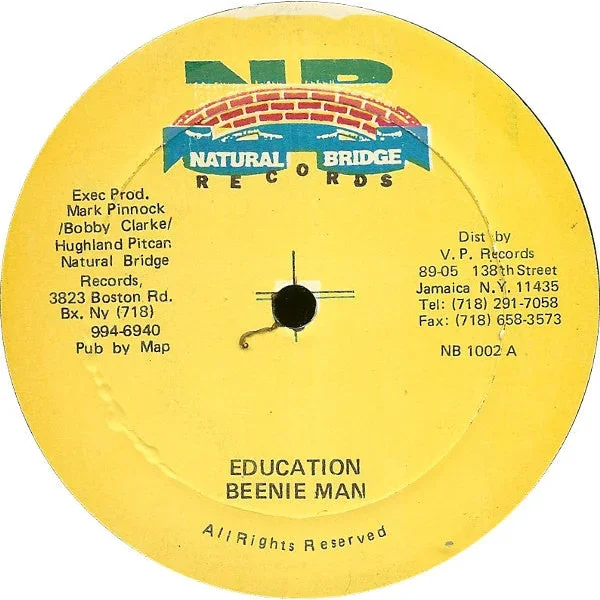 NB
NATURAL BRIDGE
RECORDS
Exec Prod.
Mark Pinnock
/Bobby Clarke/
Hughland Pitcan
Natural Bridge
Records,
3823 Boston Rd.
Bx. Ny (718)
994-6940
Pub by Map
Dist by
V.P. Records
89-05 138th Street
Jamaica N.Y. 11435
Tel: (718) 291-7058
Fax: (718) 658-3573
NB 1002 A
EDUCATION
BEENIE MAN
All Rights Reserved